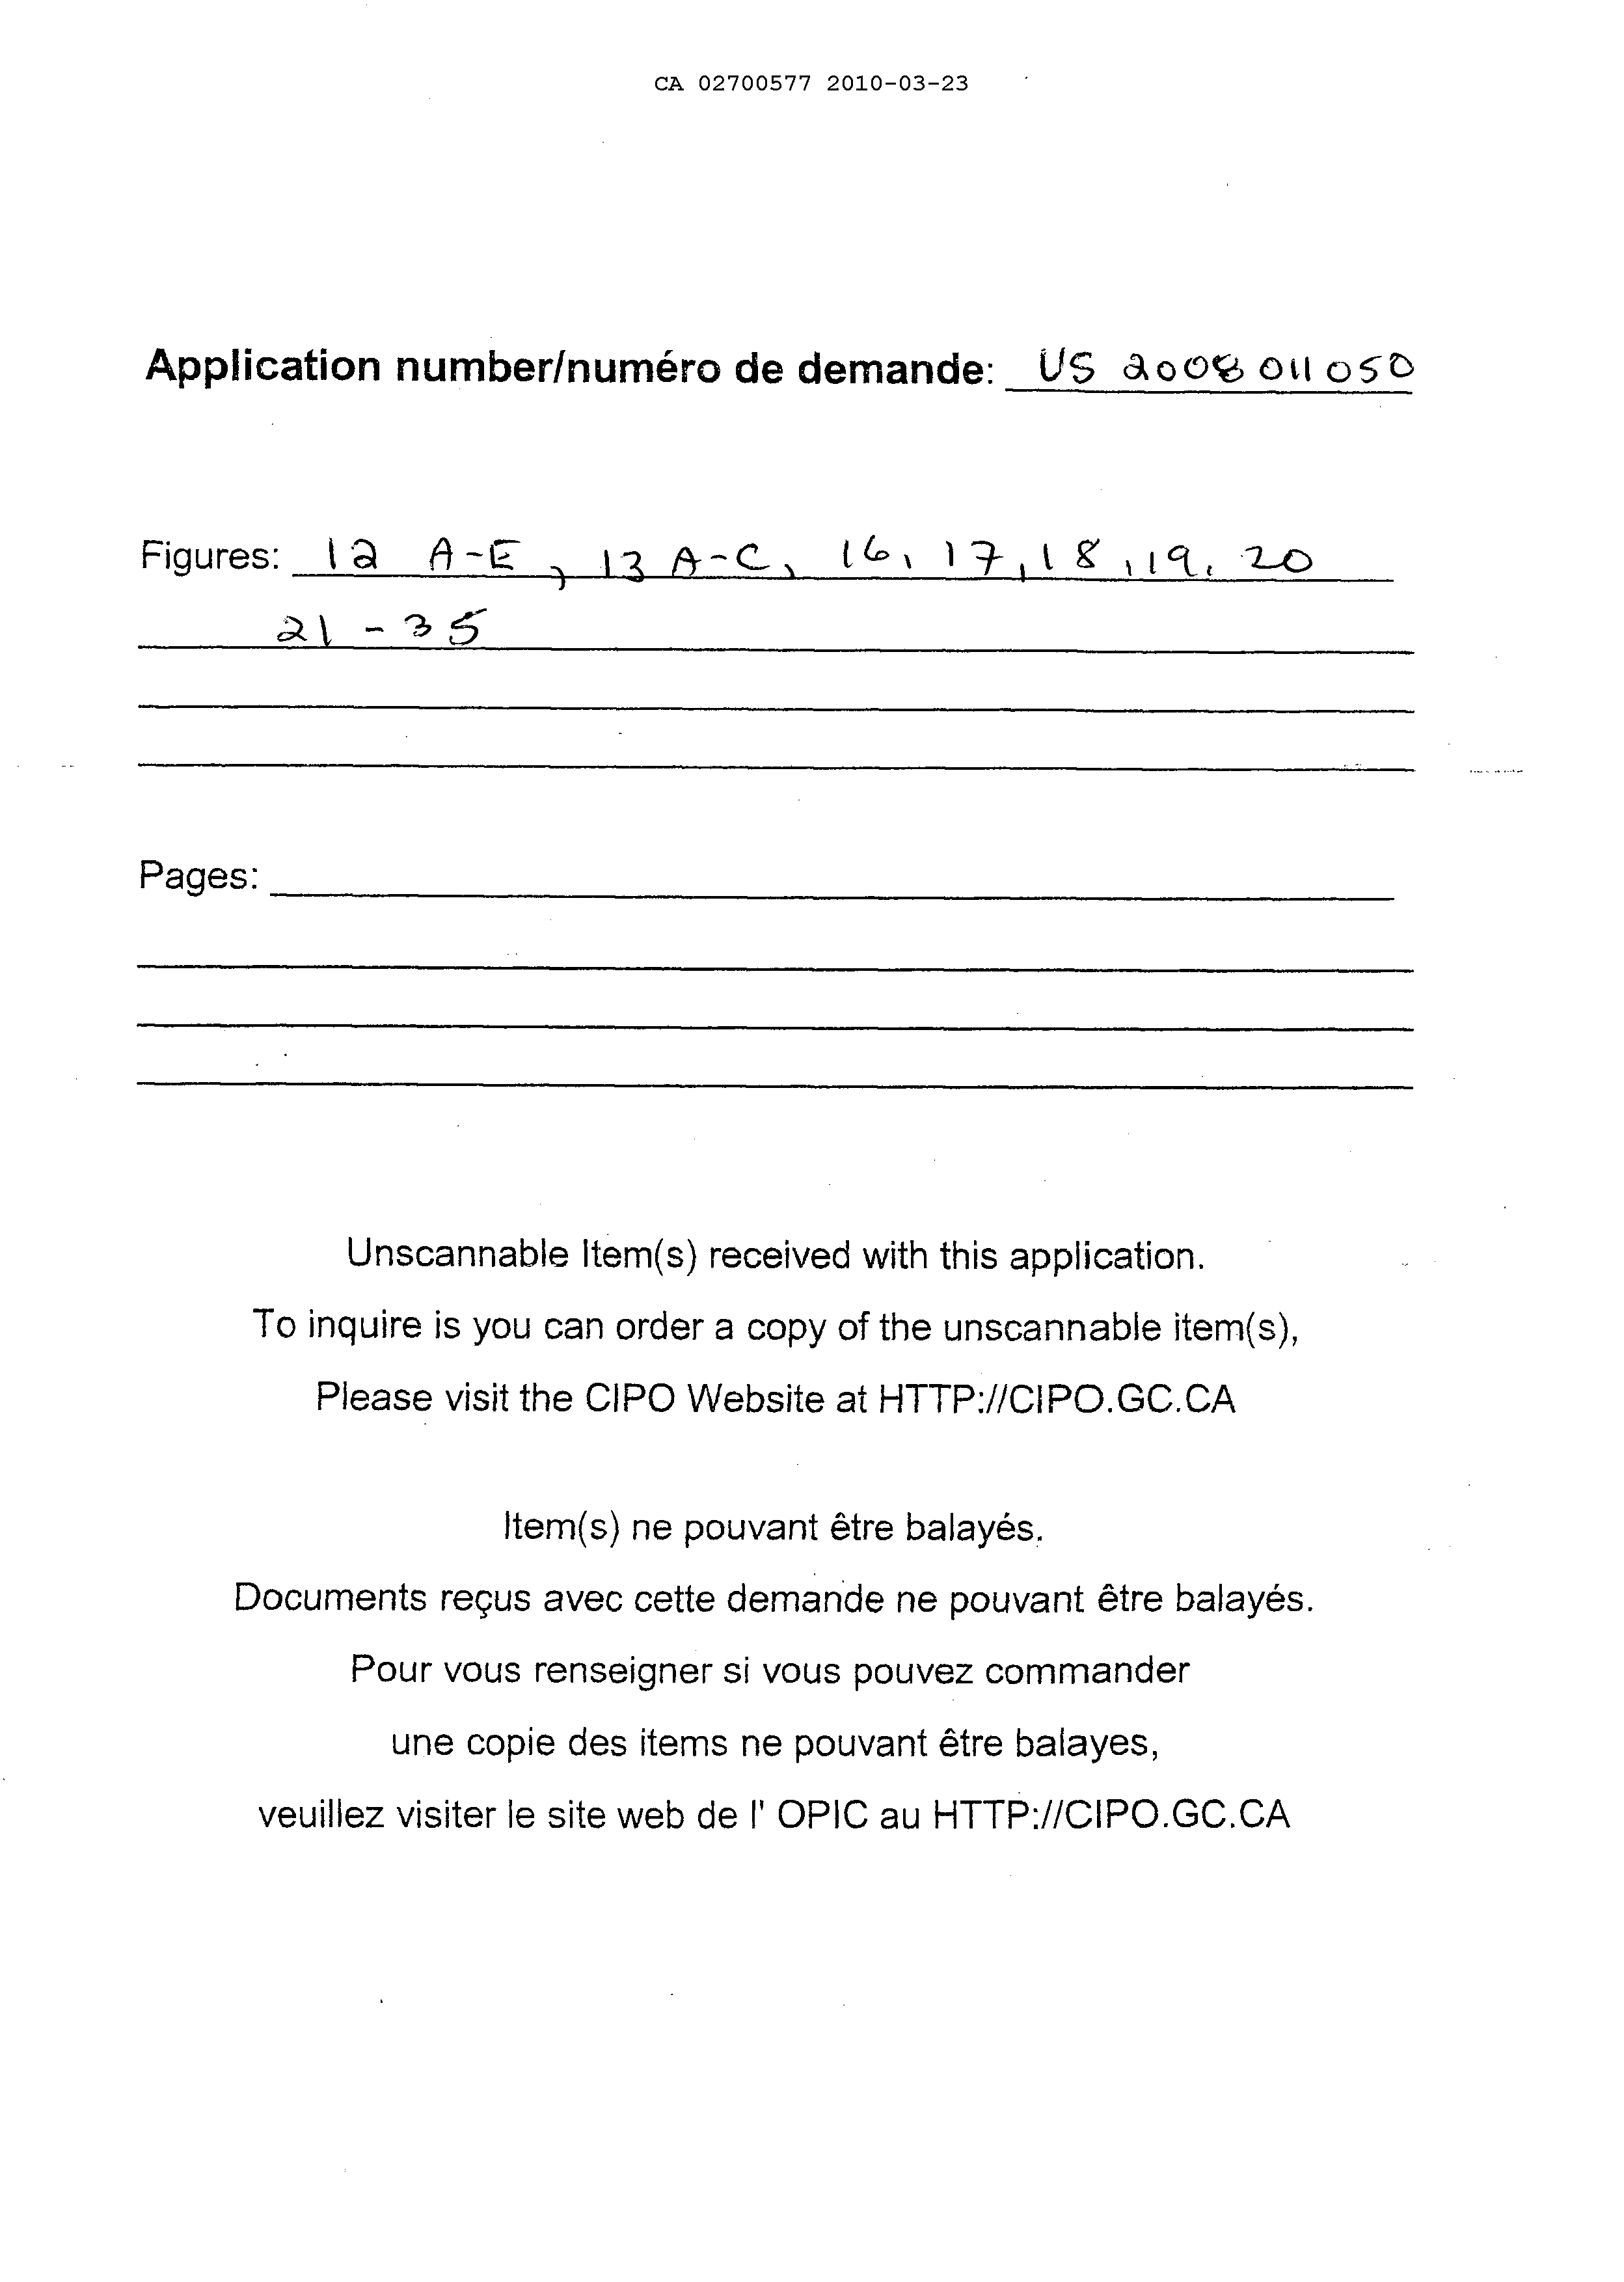 CA 02700577 2010-03-23
Application number/numéro de demande: US 2008 011050
Figures: 12 A-E, 13 A-C, 16, 17, 18, 19, 20
21 - 35
Pages:
Unscannable Item(s) received with this application.
To inquire is you can order a copy of the unscannable item(s),
Please visit the CIPO Website at HTTP://CIPO.GC.CA
Item(s) ne pouvant être balayés.
Documents reçus avec cette demande ne pouvant être balayés.
Pour vous renseigner si vous pouvez commander
une copie des items ne pouvant être balayes,
veuillez visiter le site web de l' OPIC au HTTP://CIPO.GC.CA